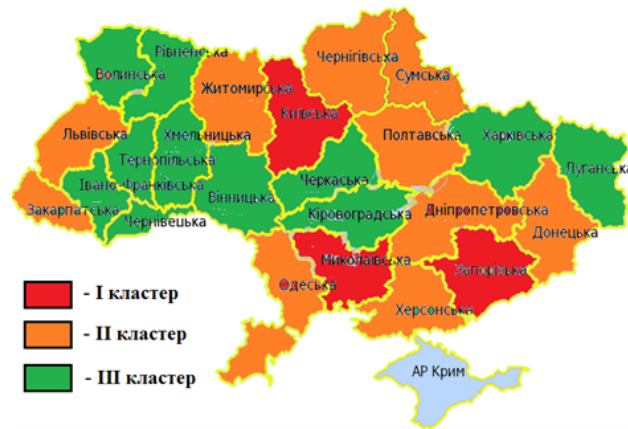 Рівненська
Волинська
Чернігівська
Сумська
Житомирська
Київська
Львівська
Хмельницька
Полтавська
Харківська
Тернопільська
Луганська
Івано-Франківська
Черкаська
Вінницька
Закарпатська
Чернівецька
Кіровоградська
Дніпропетровська
Донецька
Миколаївська
Запорізька
Одеська
Херсонська
- І кластер
- ІІ кластер
- ІІІ кластер
АР Крим